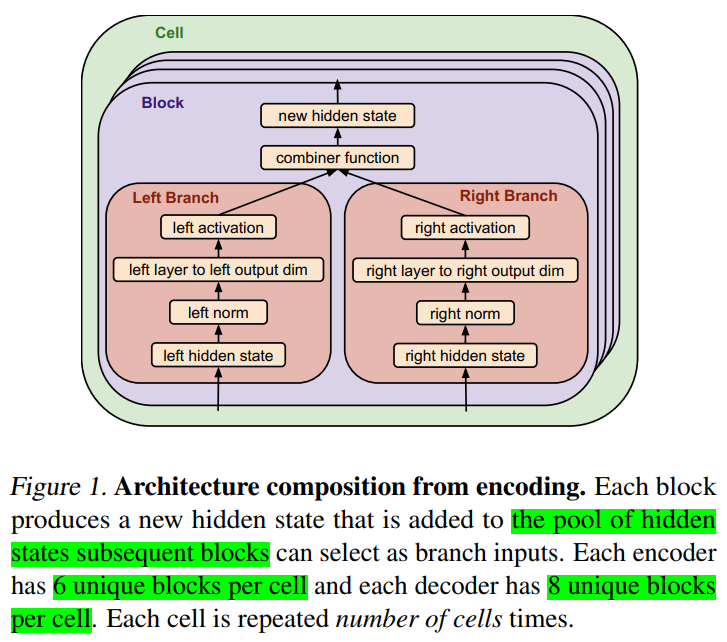 Cell
Block
new hidden state
combiner function
Left Branch
left activation
left layer to left output dim
left norm
left hidden state
Right Branch
right activation
right layer to right output dim
right norm
right hidden state
Figure 1. Architecture composition from encoding. Each block
produces a new hidden state that is added to the pool of hidden
states subsequent blocks can select as branch inputs. Each encoder
has 6 unique blocks per cell and each decoder has 8 unique blocks
per cell. Each cell is repeated number of cells times.